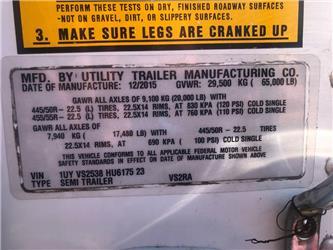 PERFORM THESE TESTS ON DRY, FINISHED ROADWAY SURFACES
-NOT ON GRAVEL, DIRT, OR SLIPPERY SURFACES.
3. MAKE SURE LEGS ARE CRANKED UP
MFD. BY UTILITY TRAILER MANUFACTURING CO.
DATE OF MANUFACTURE: 12/2015 GVWR: 29,500 KG ( 65,000 LB)
GAWR ALL AXLES OF 9,100 KG (20,000 LB) WITH
445/50R- 22.5 (L) TIRES, 22.5X14 RIMS, AT 830 KPA (120 PSI) COLD SINGLE
455/55R- 22.5 (L) TIRES, 22.5X14 RIMS, AT 760 KPA (110 PSI) COLD SINGLE
GAWR ALL AXLES OF
7,940 KG ( 17,480 LB) WITH 445/50R- 22.5 TIRES
22.5X14 RIMS, AT 690 KPA ( 100 PSI) COLD SINGLE
THIS VEHICLE CONFORMS TO ALL APPLICABLE FEDERAL MOTOR VEHICLE
SAFETY STANDARDS IN EFFECT ON THE DATE OF MANUFACTURE SHOWN ABOVE.
VIN 1UY VS2538 HU6175 23
TYPE SEMI TRAILER VS2RA